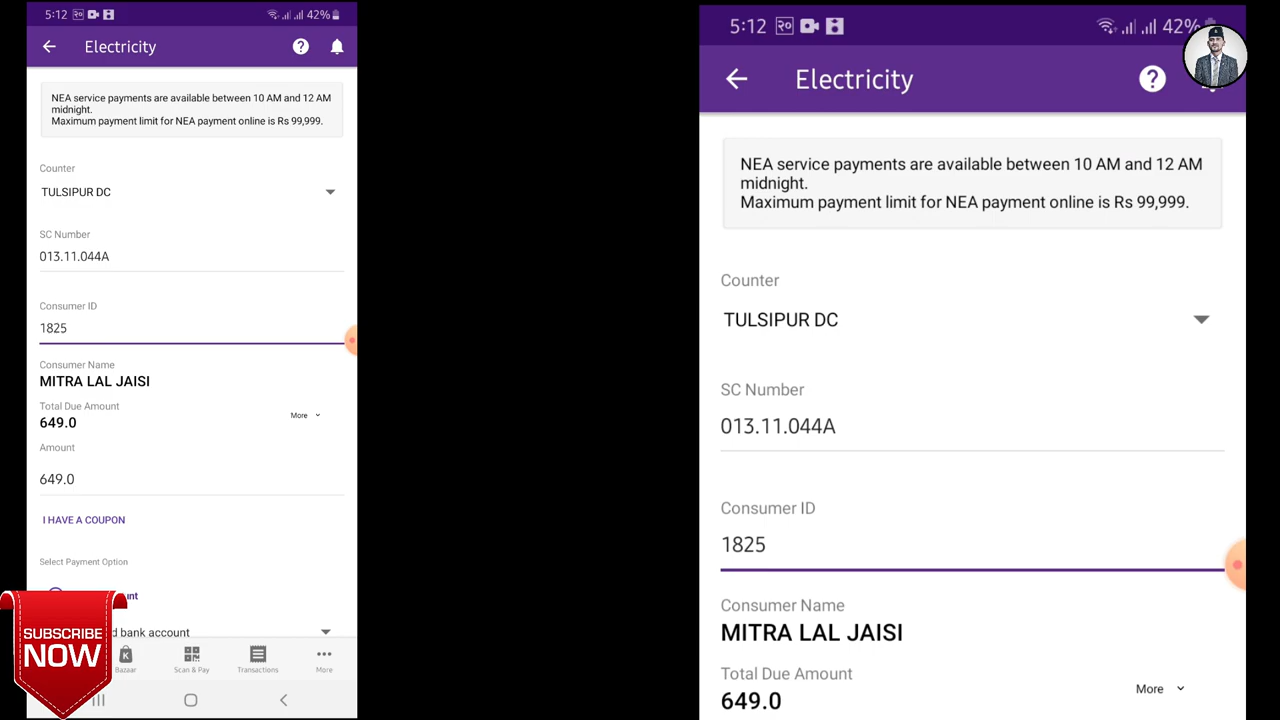 5:12
42%
Electricity
NEA service payments are available between 10 AM and 12 AM
midnight.
Maximum payment limit for NEA payment online is Rs 99,999.
Counter
TULSIPUR DC
SC Number
013.11.044A
Consumer ID
1825
Consumer Name
MITRA LAL JAISI
Total Due Amount
649.0
More
Amount
649.0
I HAVE A COUPON
Select Payment Option
d bank account
Bazaar
Scan & Pay
Transactions
More
SUBSCRIBE
NOW
5:12
42%
Electricity
NEA service payments are available between 10 AM and 12 AM
midnight.
Maximum payment limit for NEA payment online is Rs 99,999.
Counter
TULSIPUR DC
SC Number
013.11.044A
Consumer ID
1825
Consumer Name
MITRA LAL JAISI
Total Due Amount
649.0
More